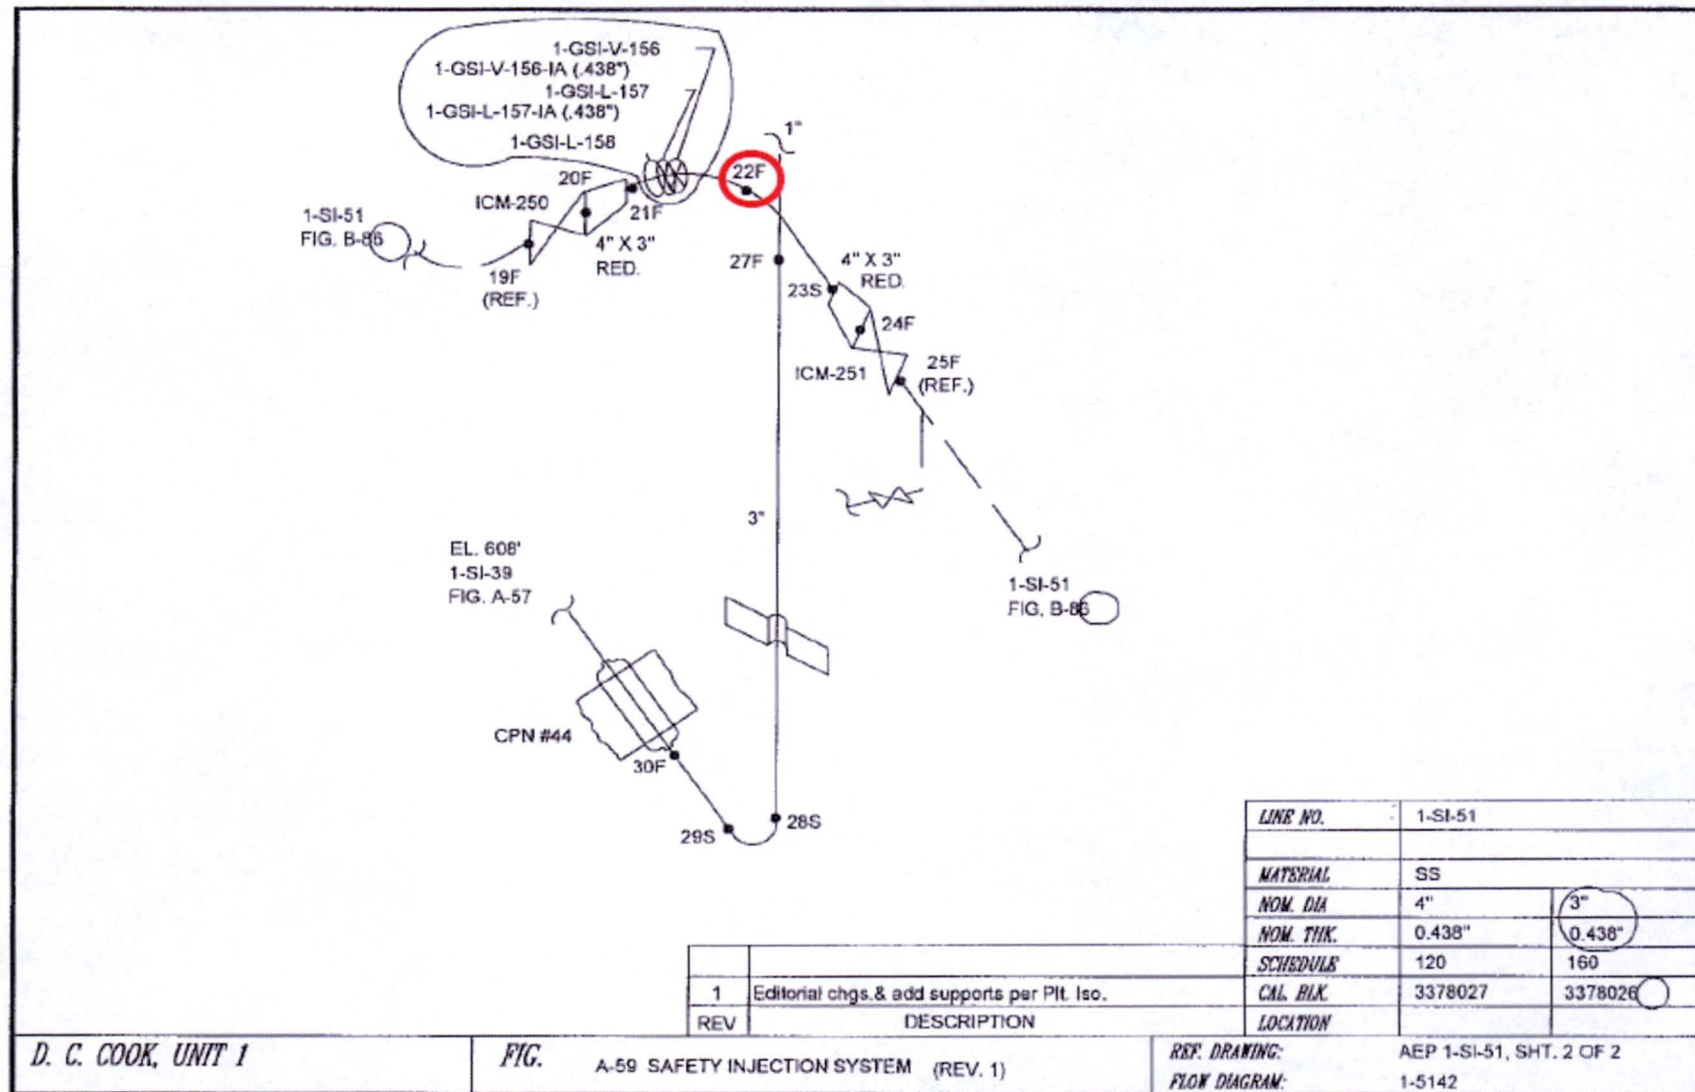 1-GSI-V-156
1-GSI-V-156-IA (.438")
1-GSI-L-157
1-GSI-L-157-IA (.438")
1-GSI-L-158
1"
22F
20F
ICM-250
21F
1-SI-51
FIG. B-86
4" X 3"
RED.
19F
(REF.)
27F
4" X 3"
RED.
23S
24F
ICM-251
25F
(REF.)
3"
EL. 608'
1-SI-39
FIG. A-57
1-SI-51
FIG. B-86
CPN #44
30F
29S
28S
LINE NO. 1-SI-51
MATERIAL SS
NOM. DIA 4" 3"
NOM. THK. 0.438" 0.438"
SCHEDULE 120 160
CAL. BLK. 3378027 3378026
LOCATION
1 Editorial chgs.& add supports per Plt. Iso.
REV DESCRIPTION
D. C. COOK, UNIT 1
FIG. A-59 SAFETY INJECTION SYSTEM (REV. 1)
REF. DRAWING: AEP 1-SI-51, SHT. 2 OF 2
FLOW DIAGRAM: 1-5142